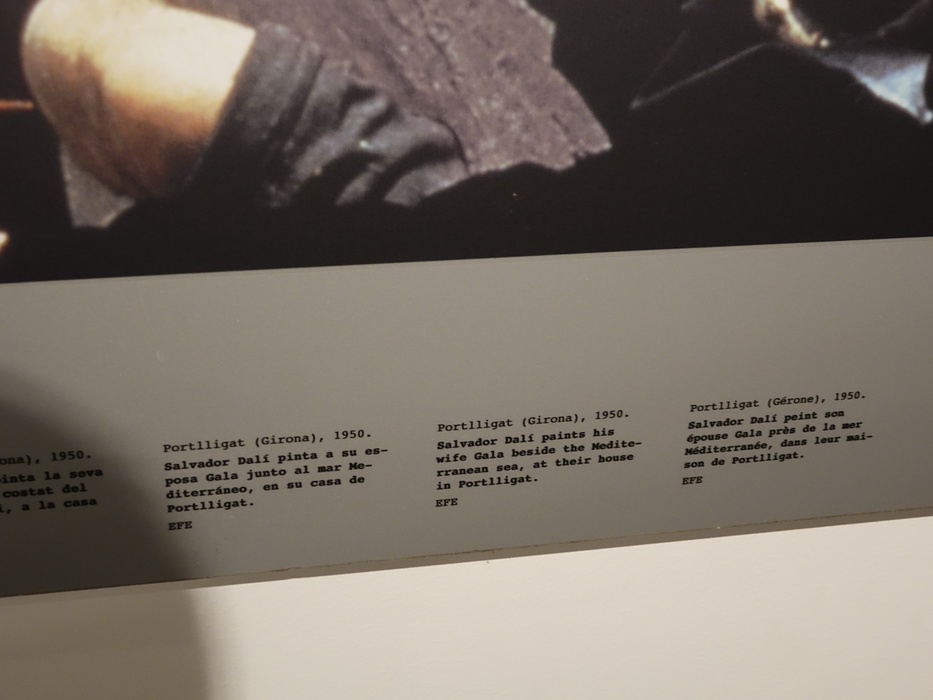 ona), 1950.
inta la seva
costat del
i, a la casa
Portlligat (Girona), 1950.
Salvador Dalí pinta a su es-
posa Gala junto al mar Me-
diterráneo, en su casa de
Portlligat.
EFE
Portlligat (Girona), 1950.
Salvador Dalí paints his
wife Gala beside the Medite-
rranean sea, at their house
in Portlligat.
EFE
Portlligat (Gérone), 1950.
Salvador Dalí peint son
épouse Gala près de la mer
Méditerranée, dans leur mai-
son de Portlligat.
EFE